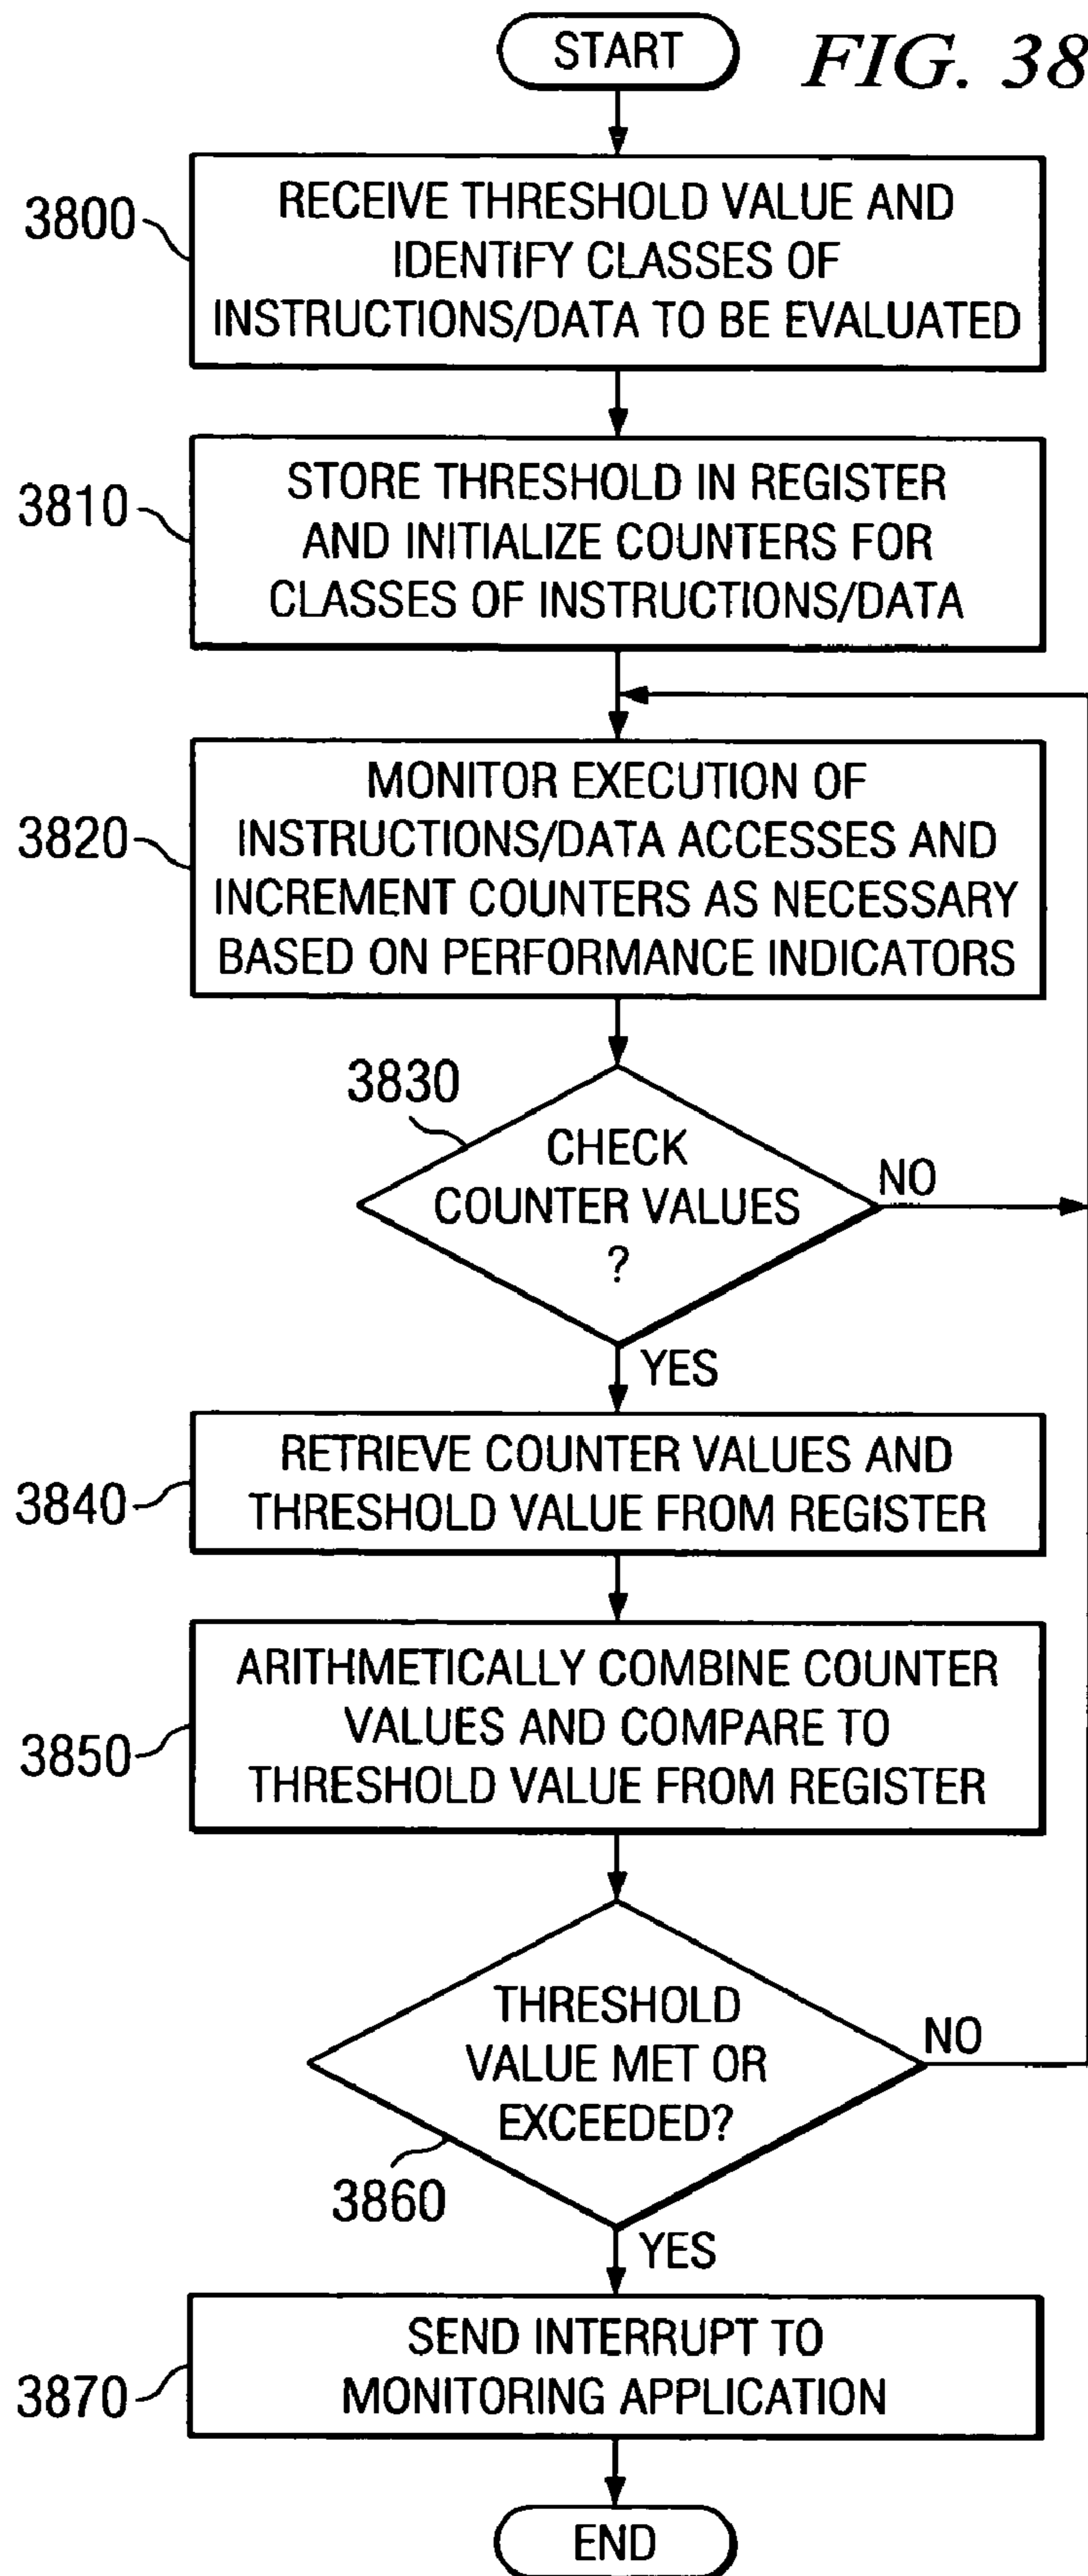 START
FIG. 38
3800
RECEIVE THRESHOLD VALUE AND
IDENTIFY CLASSES OF
INSTRUCTIONS/DATA TO BE EVALUATED
3810
STORE THRESHOLD IN REGISTER
AND INITIALIZE COUNTERS FOR
CLASSES OF INSTRUCTIONS/DATA
3820
MONITOR EXECUTION OF
INSTRUCTIONS/DATA ACCESSES AND
INCREMENT COUNTERS AS NECESSARY
BASED ON PERFORMANCE INDICATORS
3830
CHECK
COUNTER VALUES
?
NO
YES
3840
RETRIEVE COUNTER VALUES AND
THRESHOLD VALUE FROM REGISTER
3850
ARITHMETICALLY COMBINE COUNTER
VALUES AND COMPARE TO
THRESHOLD VALUE FROM REGISTER
THRESHOLD
VALUE MET OR
EXCEEDED?
NO
3860
YES
3870
SEND INTERRUPT TO
MONITORING APPLICATION
END